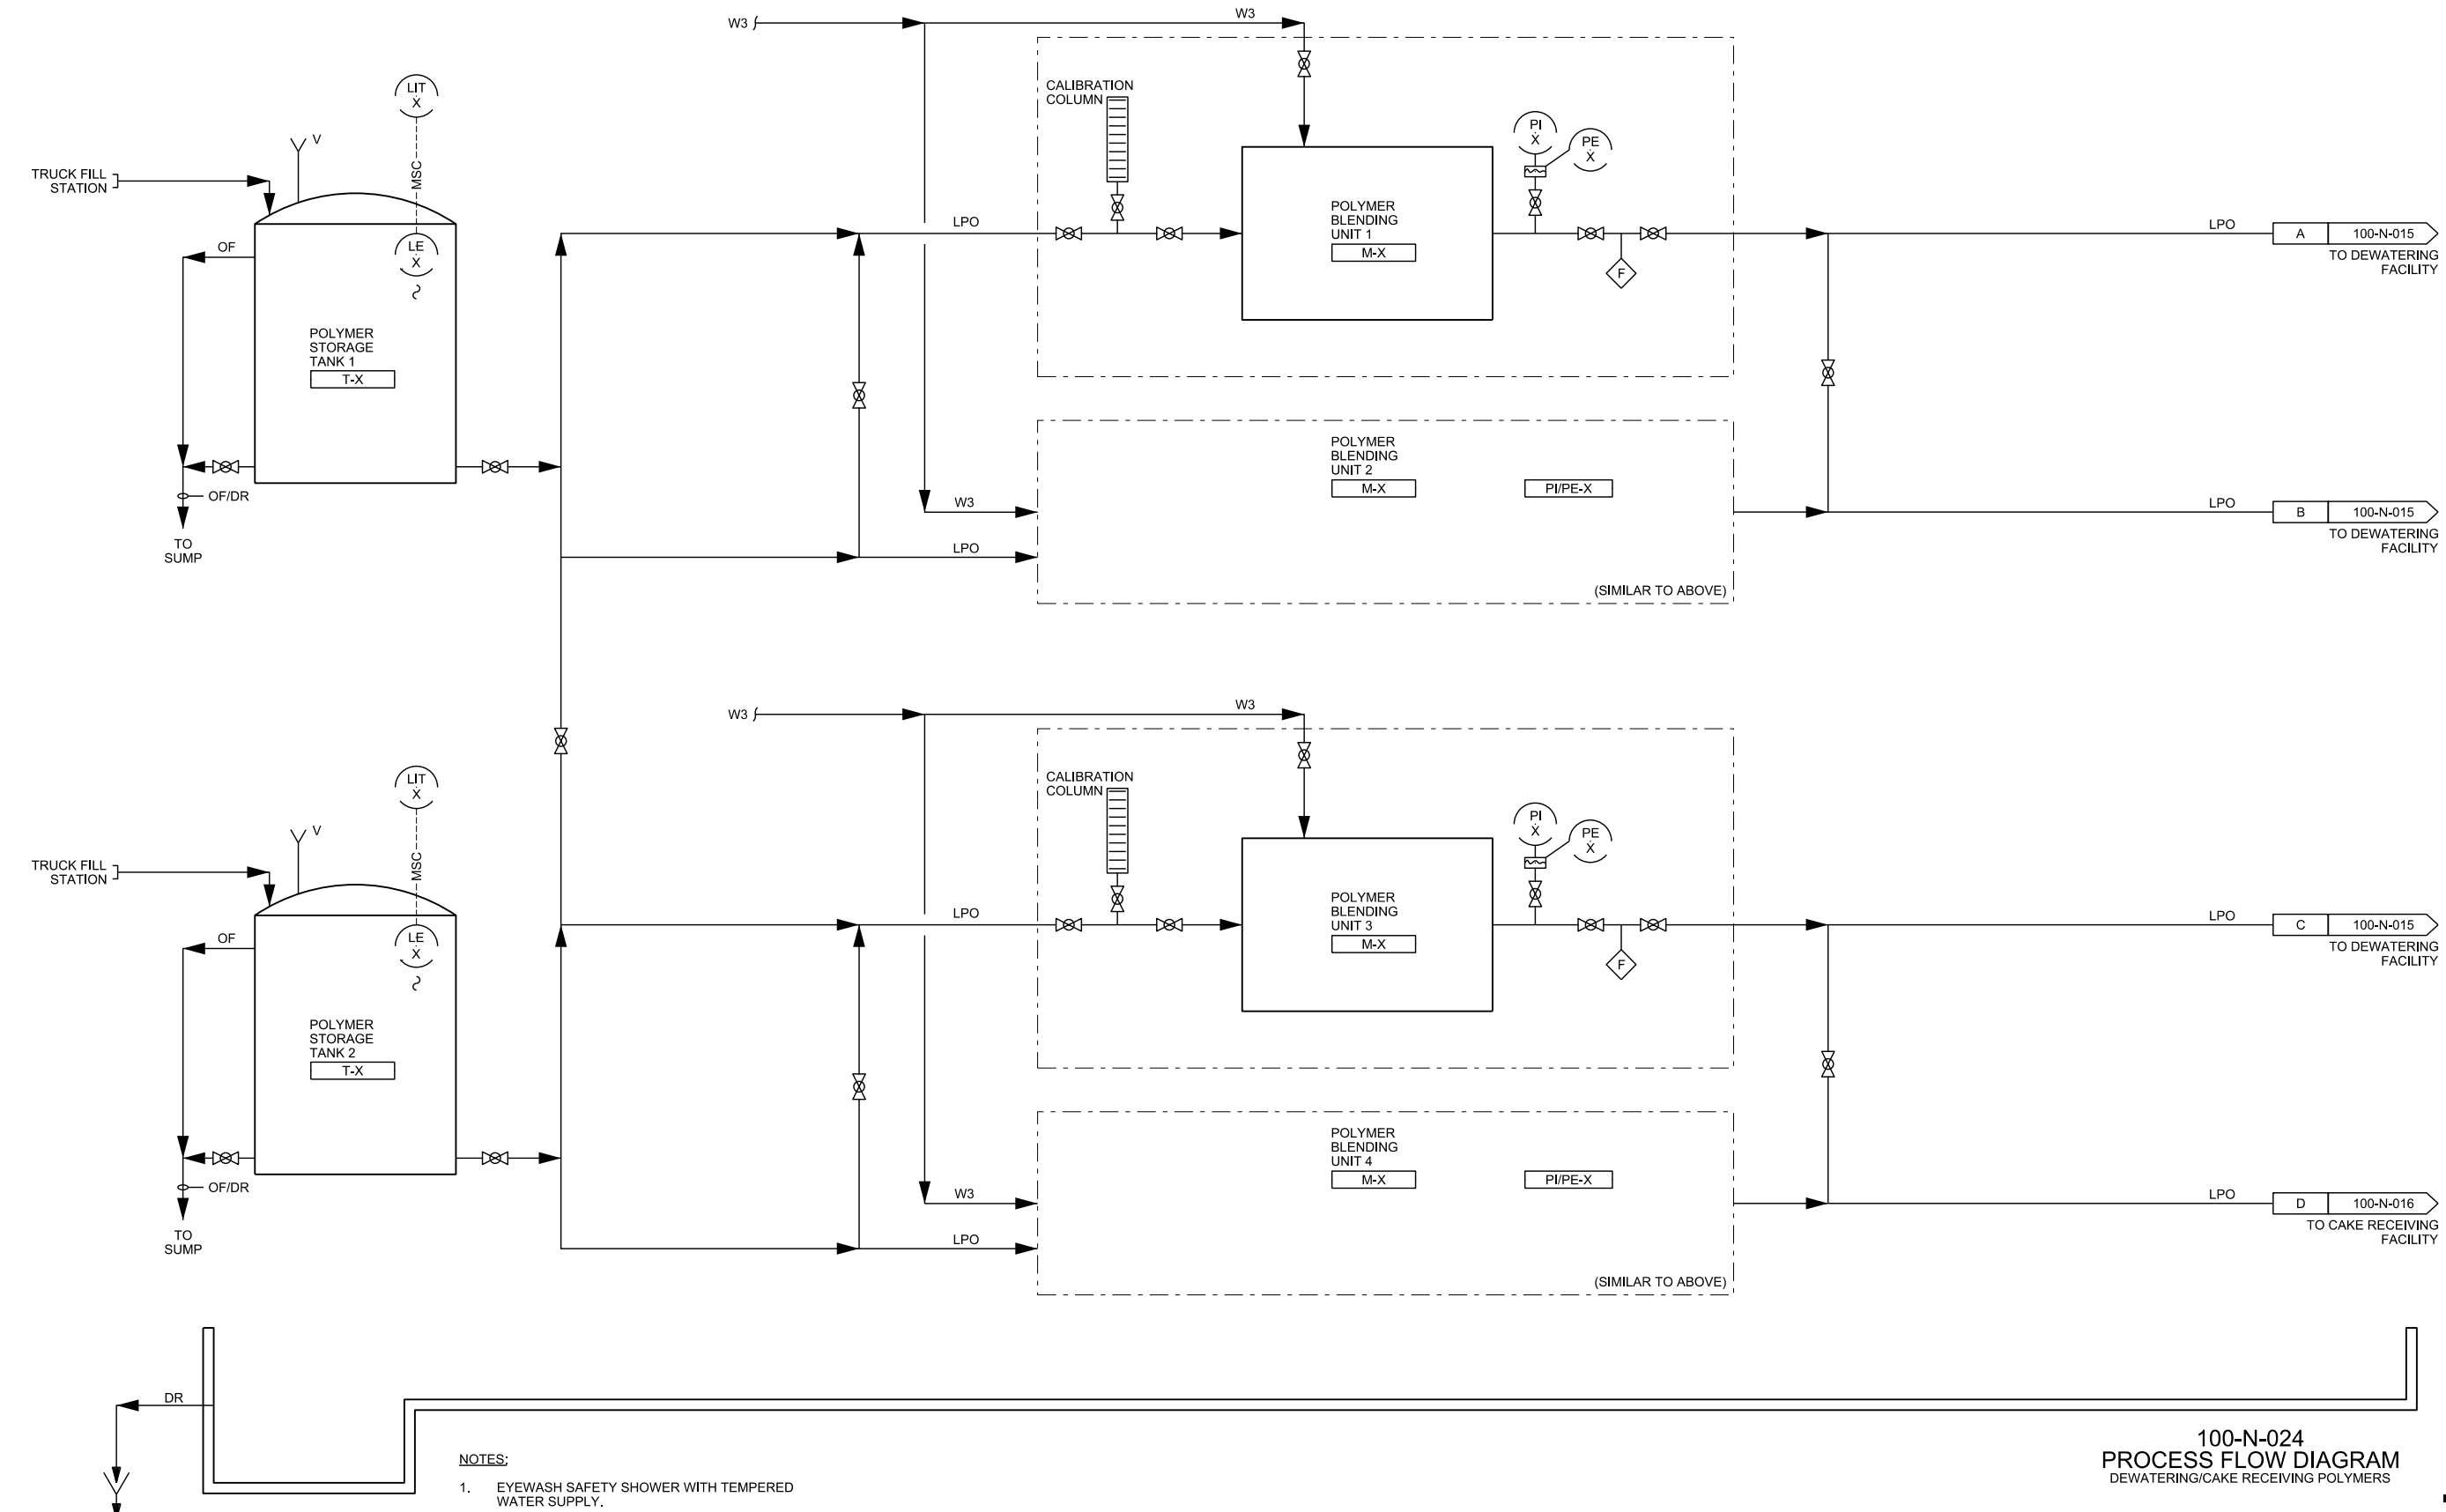 W3
W3
LIT
X
MSC
V
TRUCK FILL
STATION
OF
LE
X
POLYMER
STORAGE
TANK 1
T-X
OF/DR
TO
SUMP
CALIBRATION
COLUMN
LPO
POLYMER
BLENDING
UNIT 1
M-X
PI
X
PE
X
F
LPO
A 100-N-015
TO DEWATERING
FACILITY
POLYMER
BLENDING
UNIT 2
M-X
PI/PE-X
W3
LPO
(SIMILAR TO ABOVE)
LPO
B 100-N-015
TO DEWATERING
FACILITY
W3
W3
LIT
X
MSC
V
TRUCK FILL
STATION
OF
LE
X
POLYMER
STORAGE
TANK 2
T-X
OF/DR
TO
SUMP
CALIBRATION
COLUMN
LPO
POLYMER
BLENDING
UNIT 3
M-X
PI
X
PE
X
F
LPO
C 100-N-015
TO DEWATERING
FACILITY
POLYMER
BLENDING
UNIT 4
M-X
PI/PE-X
W3
LPO
(SIMILAR TO ABOVE)
LPO
D 100-N-016
TO CAKE RECEIVING
FACILITY
DR
NOTES:
1. EYEWASH SAFETY SHOWER WITH TEMPERED
WATER SUPPLY.
100-N-024
PROCESS FLOW DIAGRAM
DEWATERING/CAKE RECEIVING POLYMERS